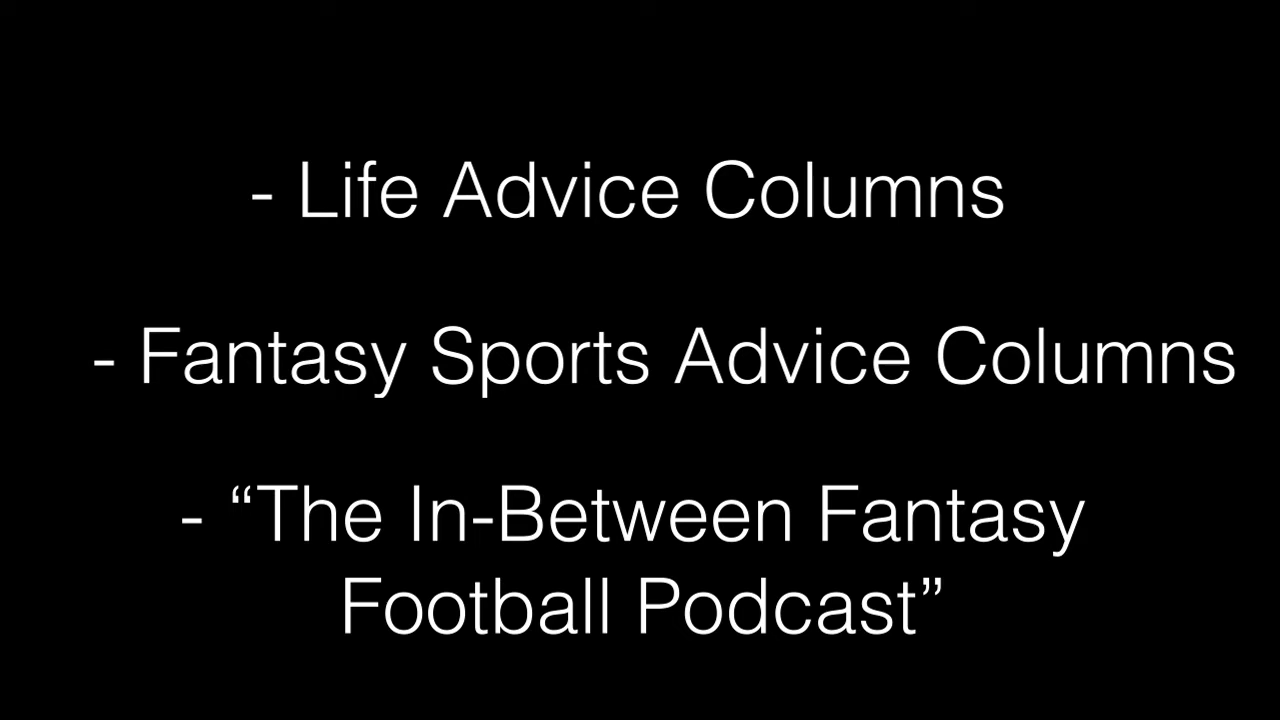 - Life Advice Columns
- Fantasy Sports Advice Columns
- “The In-Between Fantasy
Football Podcast”